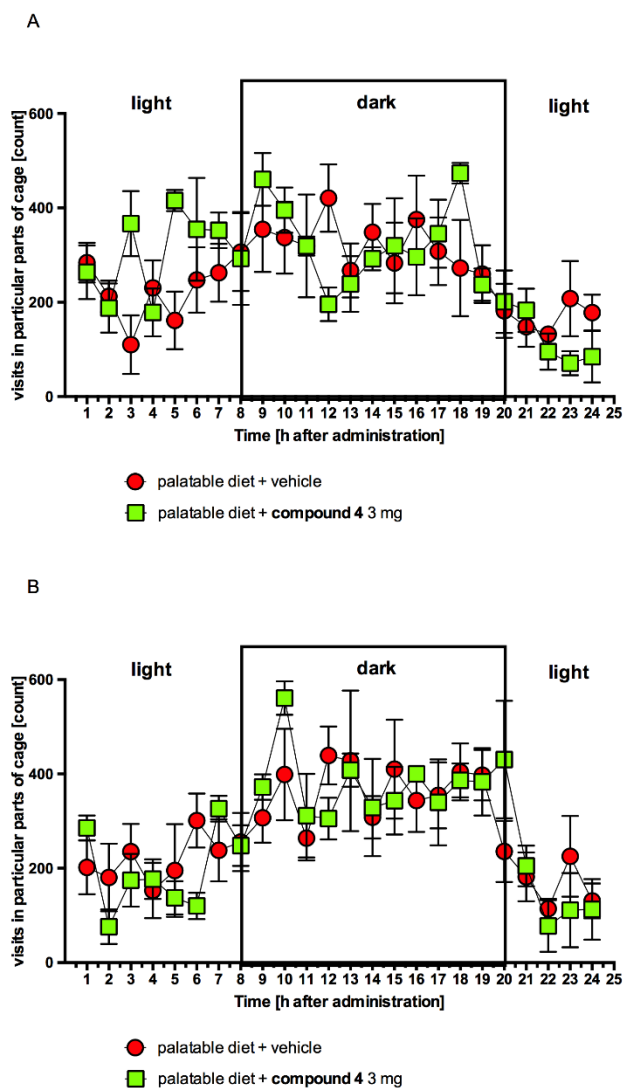 A
light
dark
light
visits in particular parts of cage [count]
600
400
200
0
1 2 3 4 5 6 7 8 9 10 11 12 13 14 15 16 17 18 19 20 21 22 23 24 25
Time [h after administration]
palatable diet + vehicle
palatable diet + compound 4 3 mg
B
light
dark
light
visits in particular parts of cage [count]
600
400
200
0
1 2 3 4 5 6 7 8 9 10 11 12 13 14 15 16 17 18 19 20 21 22 23 24 25
Time [h after administration]
palatable diet + vehicle
palatable diet + compound 4 3 mg